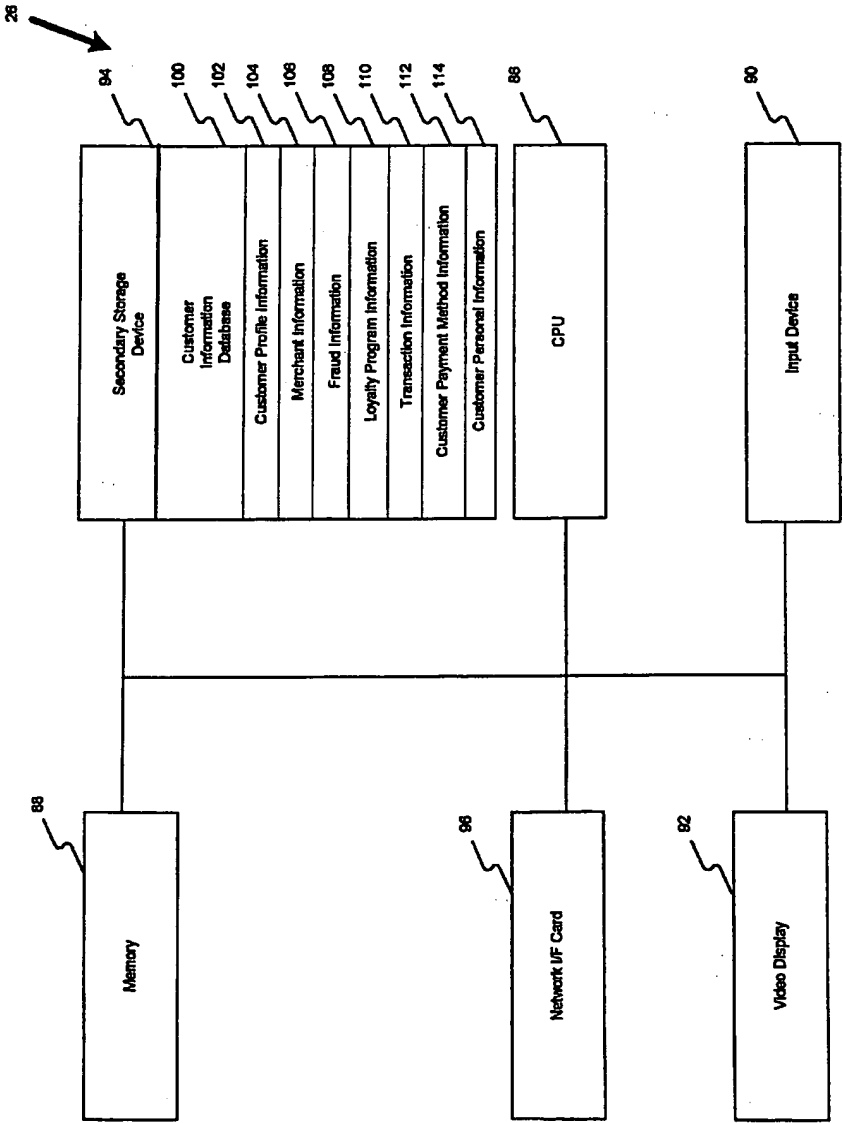 26
88
94
Memory
Secondary Storage
Device
100
Customer
Information
Database
102
Customer Profile Information
104
Merchant Information
106
Fraud Information
108
Loyalty Program Information
110
Transaction Information
112
Customer Payment Method Information
114
Customer Personal Information
96
86
Network I/F Card
CPU
92
90
Video Display
Input Device